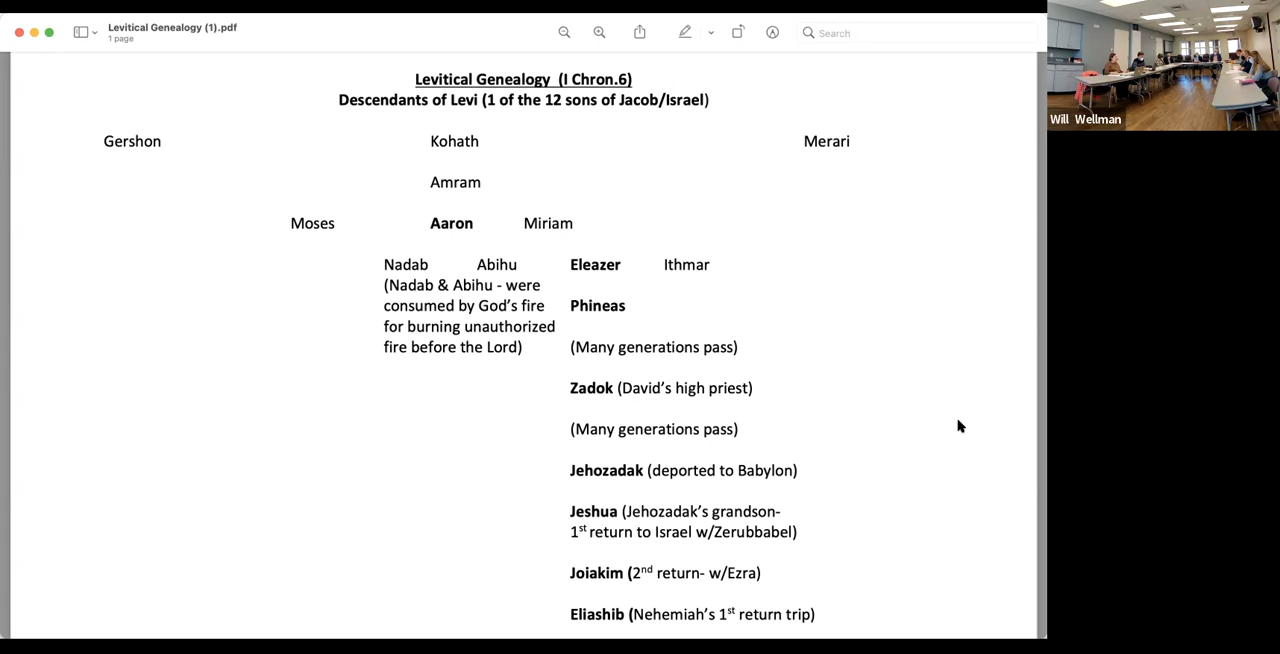 Levitical Genealogy (1).pdf
1 page
Search
Will Wellman
Levitical Genealogy (I Chron.6)
Descendants of Levi (1 of the 12 sons of Jacob/Israel)
Gershon Kohath Merari
Amram
Moses Aaron Miriam
Nadab Abihu Eleazer Ithmar
(Nadab & Abihu - were
consumed by God's fire
for burning unauthorized
fire before the Lord)
Phineas
(Many generations pass)
Zadok (David's high priest)
(Many generations pass)
Jehozadak (deported to Babylon)
Jeshua (Jehozadak's grandson-
1st return to Israel w/Zerubbabel)
Joiakim (2nd return- w/Ezra)
Eliashib (Nehemiah's 1st return trip)